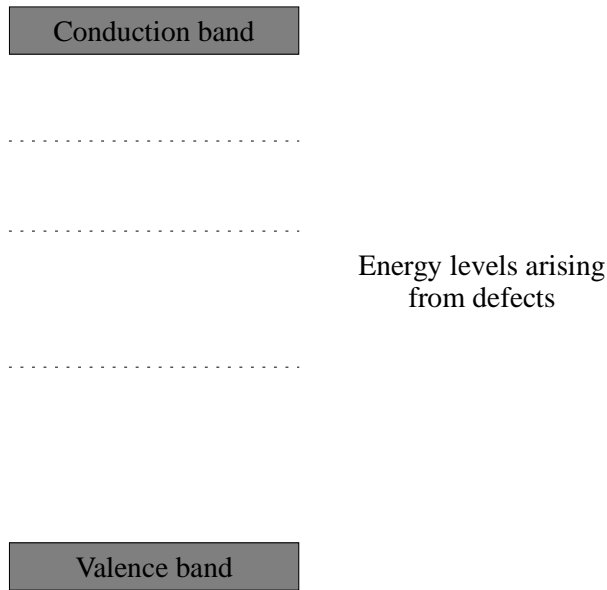 Conduction band
Energy levels arising
from defects
Valence band